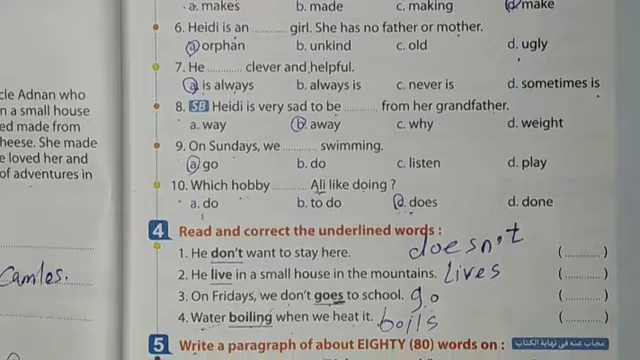 a. makes b. made c. making d. make
6. Heidi is an ............ girl. She has no father or mother.
a. orphan b. unkind c. old d. ugly
7. He ............ clever and helpful.
a. is always b. always is c. never is d. sometimes is
8. SB Heidi is very sad to be ............ from her grandfather.
a. way b. away c. why d. weight
9. On Sundays, we ............ swimming.
a. go b. do c. listen d. play
10. Which hobby ............ Ali like doing ?
a. do b. to do c. does d. done
4 Read and correct the underlined words :
1. He don't want to stay here. doesn't (............)
2. He live in a small house in the mountains. Lives (............)
3. On Fridays, we don't goes to school. go (............)
4. Water boiling when we heat it. boils (............)
5 Write a paragraph of about EIGHTY (80) words on : مجاب عنه في نهاية الكتاب
cle Adnan who
n a small house
ed made from
heese. She made
e loved her and
of adventures in